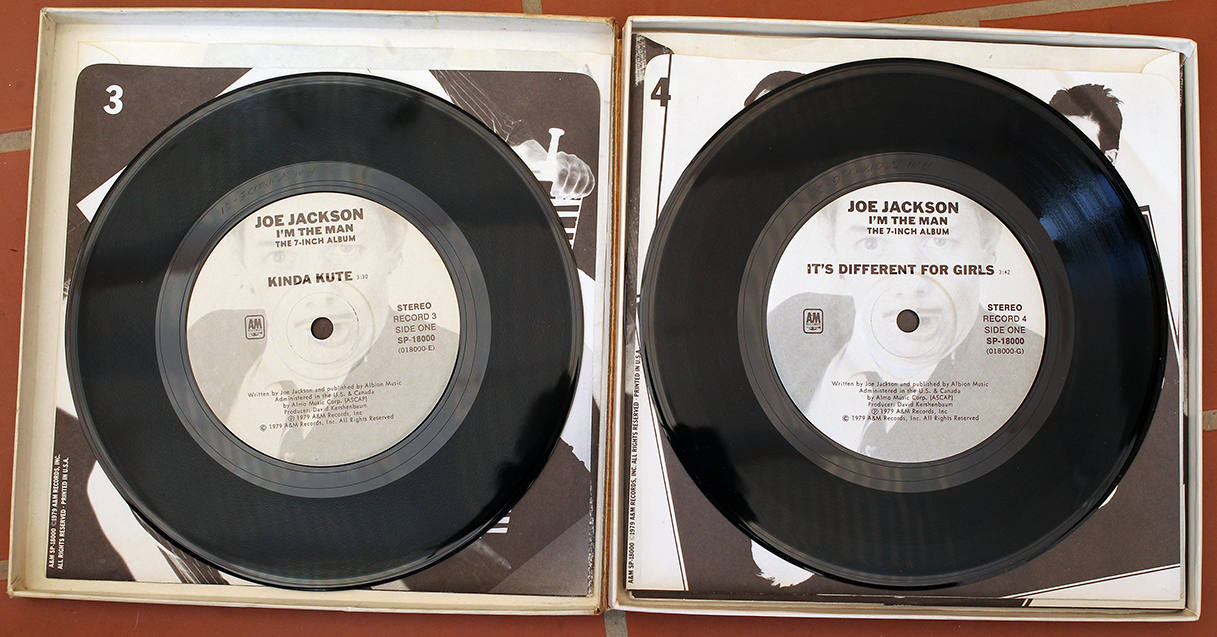 3
JOE JACKSON
I'M THE MAN
THE 7-INCH ALBUM
KINDA KUTE 3:30
A&M
STEREO
RECORD 3
SIDE ONE
SP-18000
(018000-E)
Written by Joe Jackson and published by Albion Music
Administered in the U.S. & Canada
by Almo Music Corp. (ASCAP)
Producer: David Kershenbaum
Ⓟ 1979 A&M Records, Inc
© 1979 A&M Records, Inc. All Rights Reserved
A&M SP-18000 ©1979 A&M RECORDS, INC.
ALL RIGHTS RESERVED · PRINTED IN U.S.A.
4
JOE JACKSON
I'M THE MAN
THE 7-INCH ALBUM
IT'S DIFFERENT FOR GIRLS 3:42
A&M
STEREO
RECORD 4
SIDE ONE
SP-18000
(018000-G)
Written by Joe Jackson and published by Albion Music
Administered in the U.S. & Canada
by Almo Music Corp. (ASCAP)
Producer: David Kershenbaum
Ⓟ 1979 A&M Records, Inc
© 1979 A&M Records, Inc. All Rights Reserved
A&M SP-18000 ©1979 A&M RECORDS, INC. ALL RIGHTS RESERVED · PRINTED IN U.S.A.